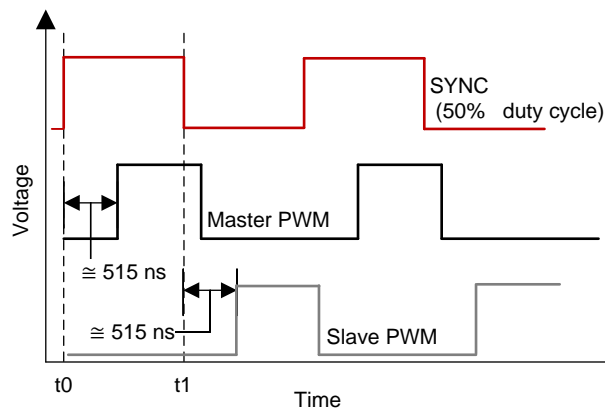 SYNC
(50% duty cycle)
Voltage
Master PWM
≅ 515 ns
≅ 515 ns
Slave PWM
t0
t1
Time